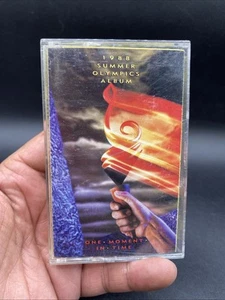 1988
SUMMER
OLYMPICS
ALBUM
ONE • MOMENT •
IN • TIME